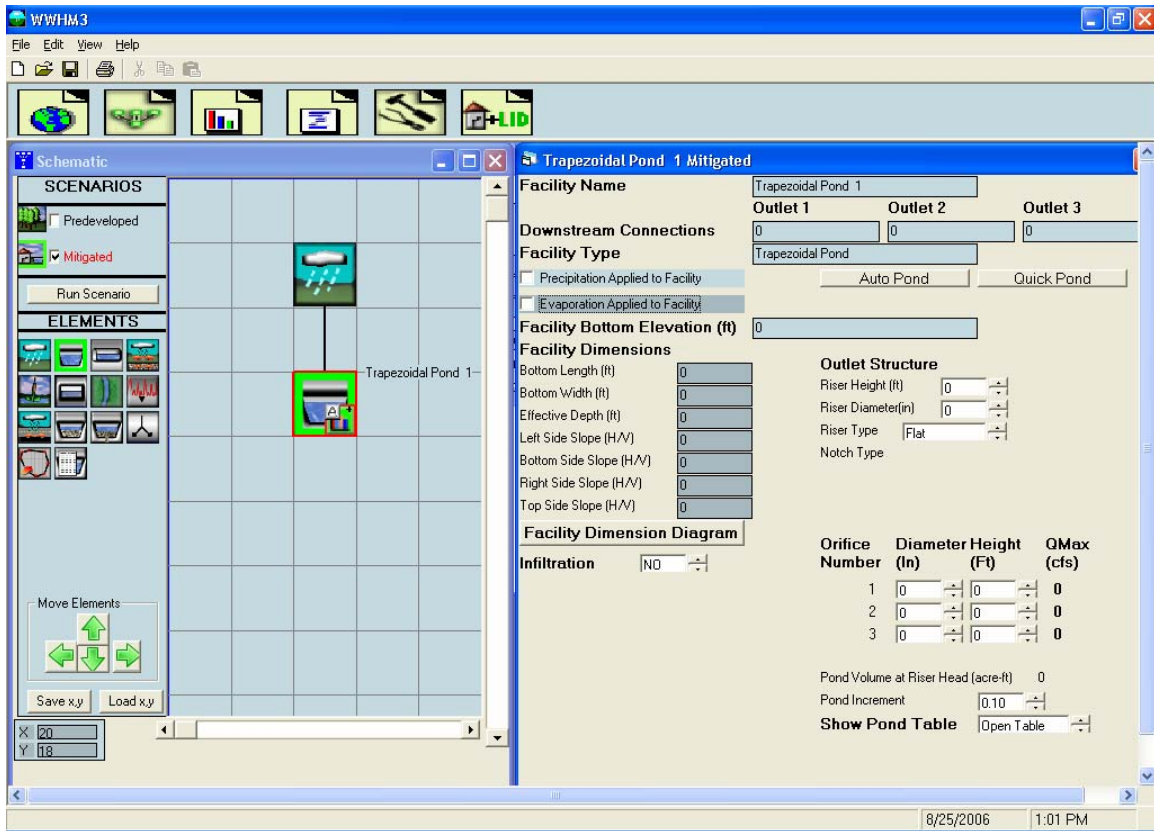 WWHM3
File Edit View Help
+LID
Schematic
SCENARIOS
Predeveloped
Mitigated
Run Scenario
ELEMENTS
Move Elements
Save x,y Load x,y
X 20
Y 18
Trapezoidal Pond 1
A
Trapezoidal Pond 1 Mitigated
Facility Name Trapezoidal Pond 1
Outlet 1 Outlet 2 Outlet 3
Downstream Connections 0 0 0
Facility Type Trapezoidal Pond
Precipitation Applied to Facility Auto Pond Quick Pond
Evaporation Applied to Facility
Facility Bottom Elevation (ft) 0
Facility Dimensions
Bottom Length (ft) 0
Bottom Width (ft) 0
Effective Depth (ft) 0
Left Side Slope (H/V) 0
Bottom Side Slope (H/V) 0
Right Side Slope (H/V) 0
Top Side Slope (H/V) 0
Facility Dimension Diagram
Infiltration NO
Outlet Structure
Riser Height (ft) 0
Riser Diameter(in) 0
Riser Type Flat
Notch Type
Orifice Diameter Height QMax
Number (In) (Ft) (cfs)
1 0 0 0
2 0 0 0
3 0 0 0
Pond Volume at Riser Head (acre-ft) 0
Pond Increment 0.10
Show Pond Table Open Table
8/25/2006 1:01 PM